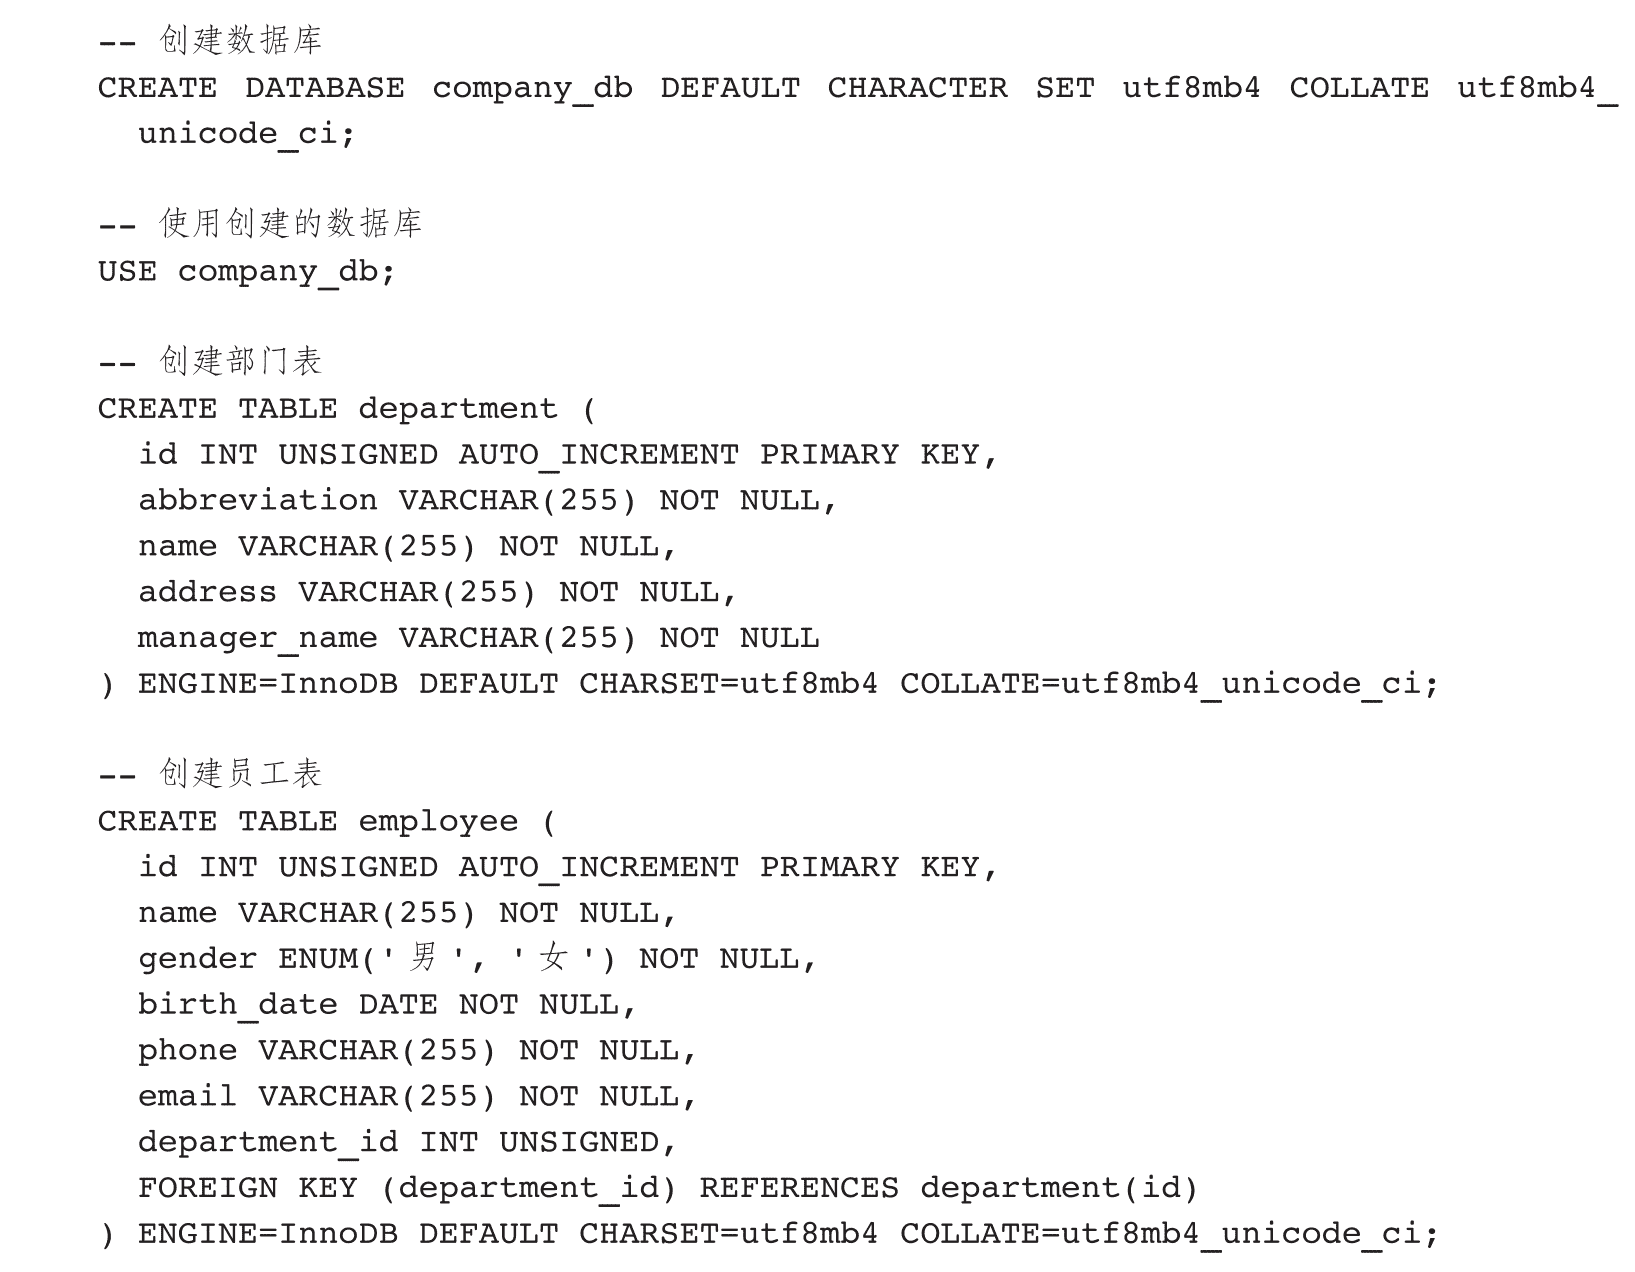 -- 创建数据库
CREATE DATABASE company_db DEFAULT CHARACTER SET utf8mb4 COLLATE utf8mb4_
unicode_ci;
-- 使用创建的数据库
USE company_db;
-- 创建部门表
CREATE TABLE department (
id INT UNSIGNED AUTO_INCREMENT PRIMARY KEY,
abbreviation VARCHAR(255) NOT NULL,
name VARCHAR(255) NOT NULL,
address VARCHAR(255) NOT NULL,
manager_name VARCHAR(255) NOT NULL
) ENGINE=InnoDB DEFAULT CHARSET=utf8mb4 COLLATE=utf8mb4_unicode_ci;
-- 创建员工表
CREATE TABLE employee (
id INT UNSIGNED AUTO_INCREMENT PRIMARY KEY,
name VARCHAR(255) NOT NULL,
gender ENUM('男', '女') NOT NULL,
birth_date DATE NOT NULL,
phone VARCHAR(255) NOT NULL,
email VARCHAR(255) NOT NULL,
department_id INT UNSIGNED,
FOREIGN KEY (department_id) REFERENCES department(id)
) ENGINE=InnoDB DEFAULT CHARSET=utf8mb4 COLLATE=utf8mb4_unicode_ci;